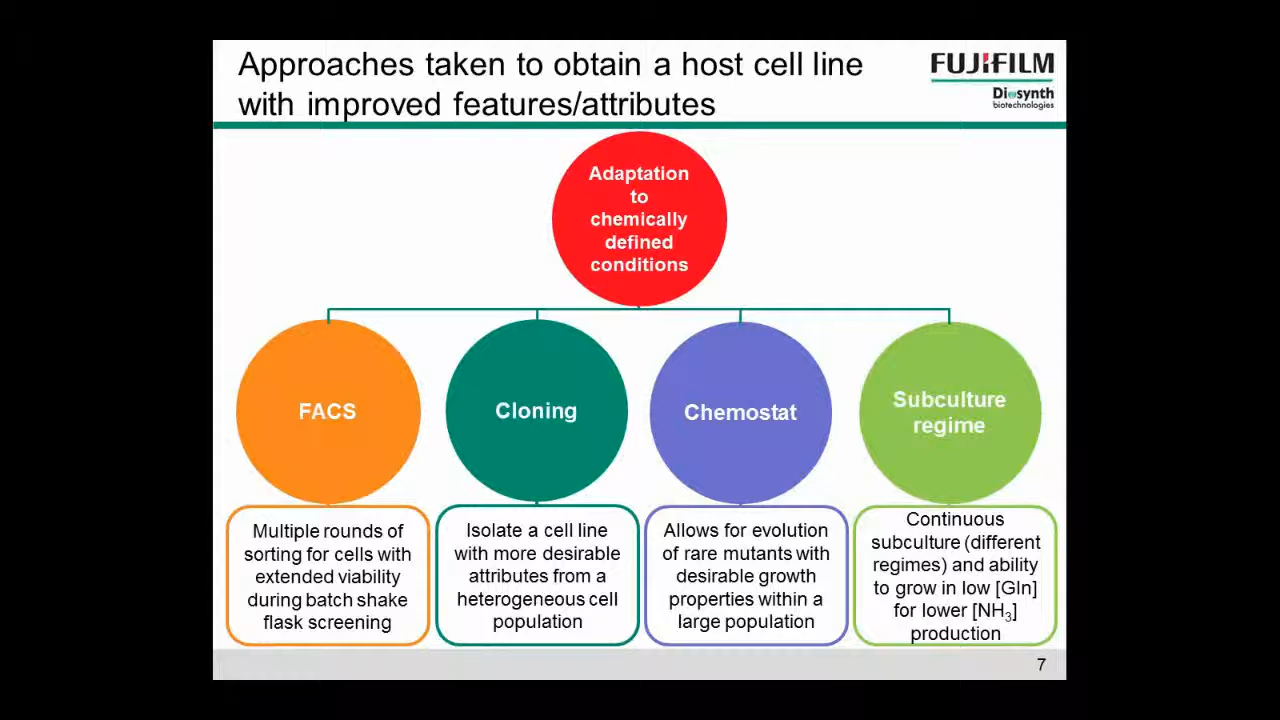 Approaches taken to obtain a host cell line
with improved features/attributes
FUJIFILM
Diosynth
biotechnologies
Adaptation
to
chemically
defined
conditions
FACS
Cloning
Chemostat
Subculture
regime
Multiple rounds of
sorting for cells with
extended viability
during batch shake
flask screening
Isolate a cell line
with more desirable
attributes from a
heterogeneous cell
population
Allows for evolution
of rare mutants with
desirable growth
properties within a
large population
Continuous
subculture (different
regimes) and ability
to grow in low [Gln]
for lower [NH₃]
production
7